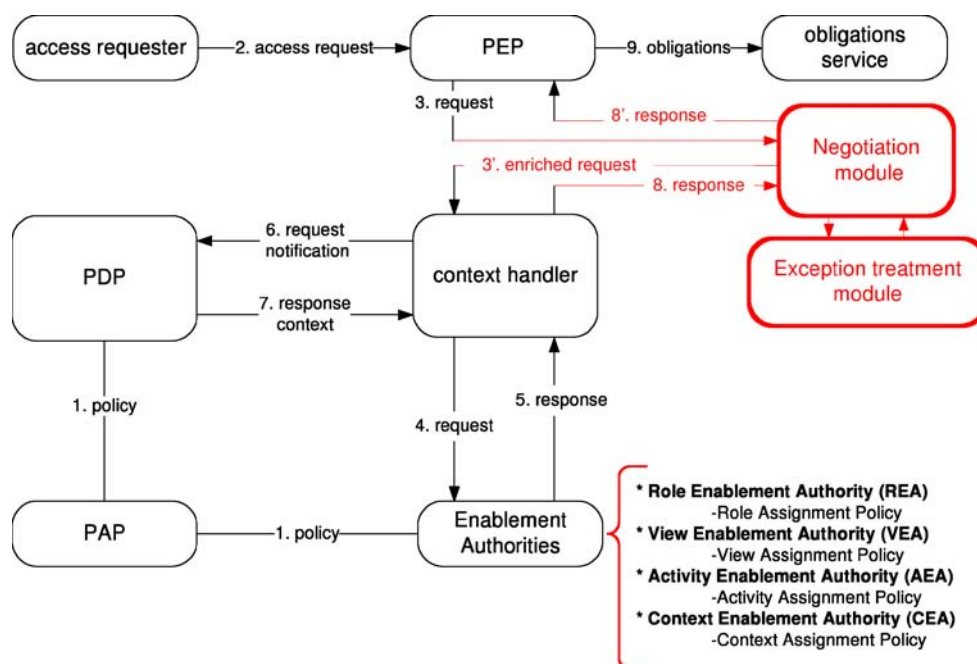 access requester
2. access request
PEP
9. obligations
obligations
service
3. request
8'. response
Negotiation
module
3'. enriched request
8. response
6. request
notification
PDP
context handler
Exception treatment
module
7. response
context
1. policy
5. response
4. request
PAP
1. policy
Enablement
Authorities
* Role Enablement Authority (REA)
-Role Assignment Policy
* View Enablement Authority (VEA)
-View Assignment Policy
* Activity Enablement Authority (AEA)
-Activity Assignment Policy
* Context Enablement Authority (CEA)
-Context Assignment Policy